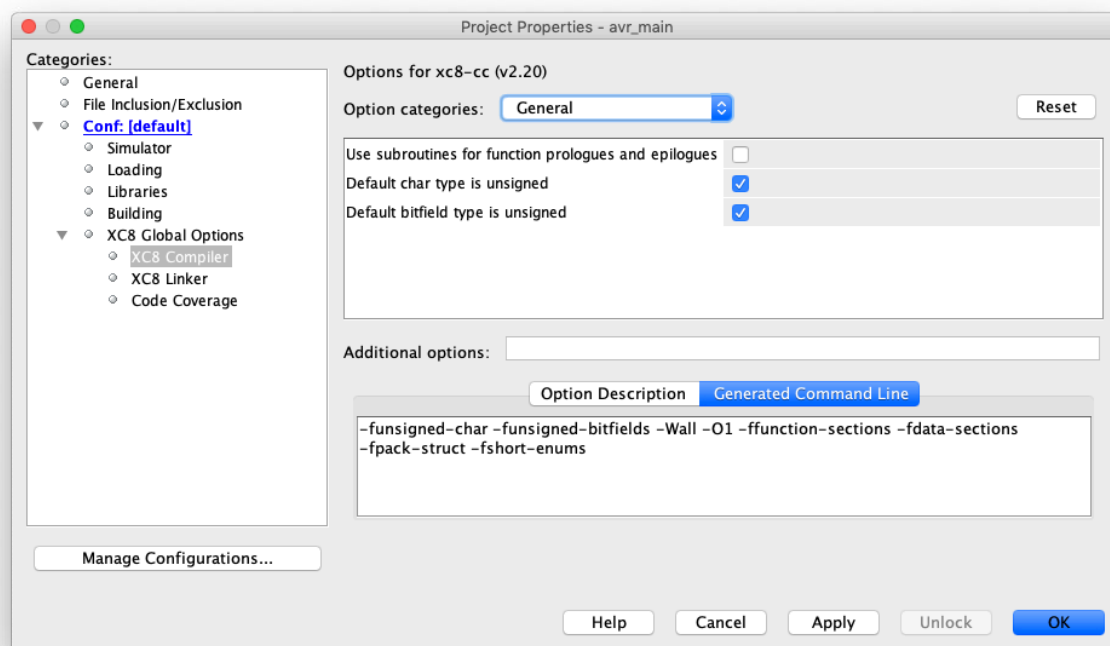 Project Properties - avr_main
Categories:
General
File Inclusion/Exclusion
Conf: [default]
Simulator
Loading
Libraries
Building
XC8 Global Options
XC8 Compiler
XC8 Linker
Code Coverage
Manage Configurations...
Options for xc8-cc (v2.20)
Option categories: General Reset
Use subroutines for function prologues and epilogues
Default char type is unsigned
Default bitfield type is unsigned
Additional options:
Option Description Generated Command Line
-funsigned-char -funsigned-bitfields -Wall -O1 -ffunction-sections -fdata-sections
-fpack-struct -fshort-enums
Help Cancel Apply Unlock OK